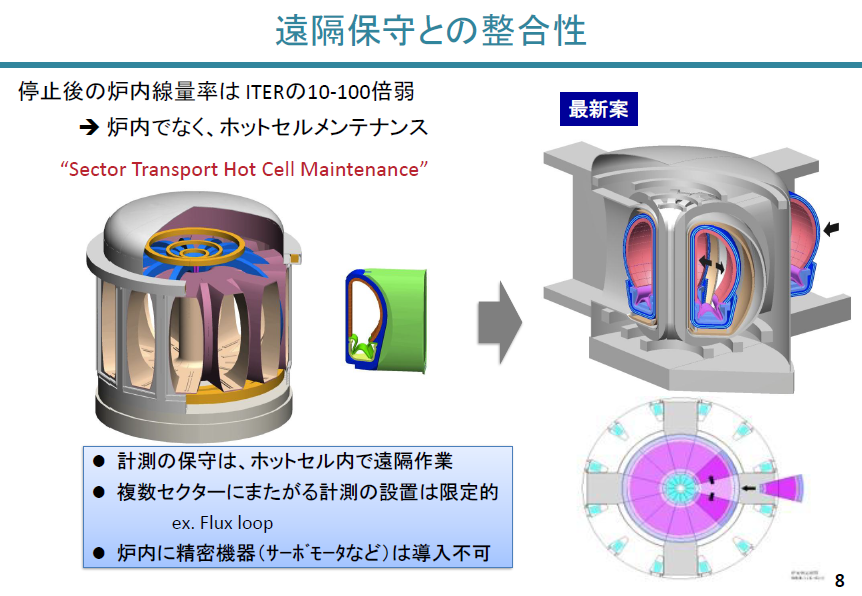 遠隔保守との整合性
停止後の炉内線量率は ITERの10-100倍弱
➔ 炉内でなく、ホットセルメンテナンス
“Sector Transport Hot Cell Maintenance”
最新案
● 計測の保守は、ホットセル内で遠隔作業
● 複数セクターにまたがる計測の設置は限定的
ex. Flux loop
● 炉内に精密機器(サーボモータなど)は導入不可
8